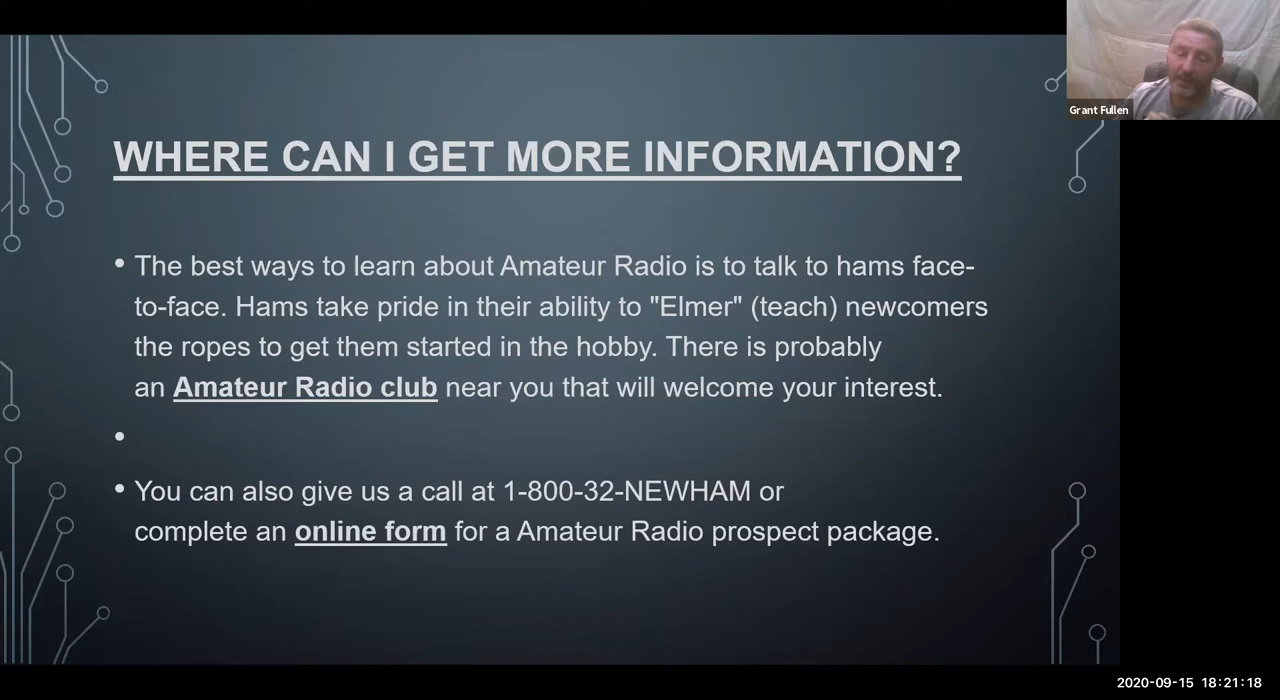 Grant Fullen
WHERE CAN I GET MORE INFORMATION?
• The best ways to learn about Amateur Radio is to talk to hams face-
to-face. Hams take pride in their ability to "Elmer" (teach) newcomers
the ropes to get them started in the hobby. There is probably
an Amateur Radio club near you that will welcome your interest.
•
• You can also give us a call at 1-800-32-NEWHAM or
complete an online form for a Amateur Radio prospect package.
2020-09-15 18:21:18